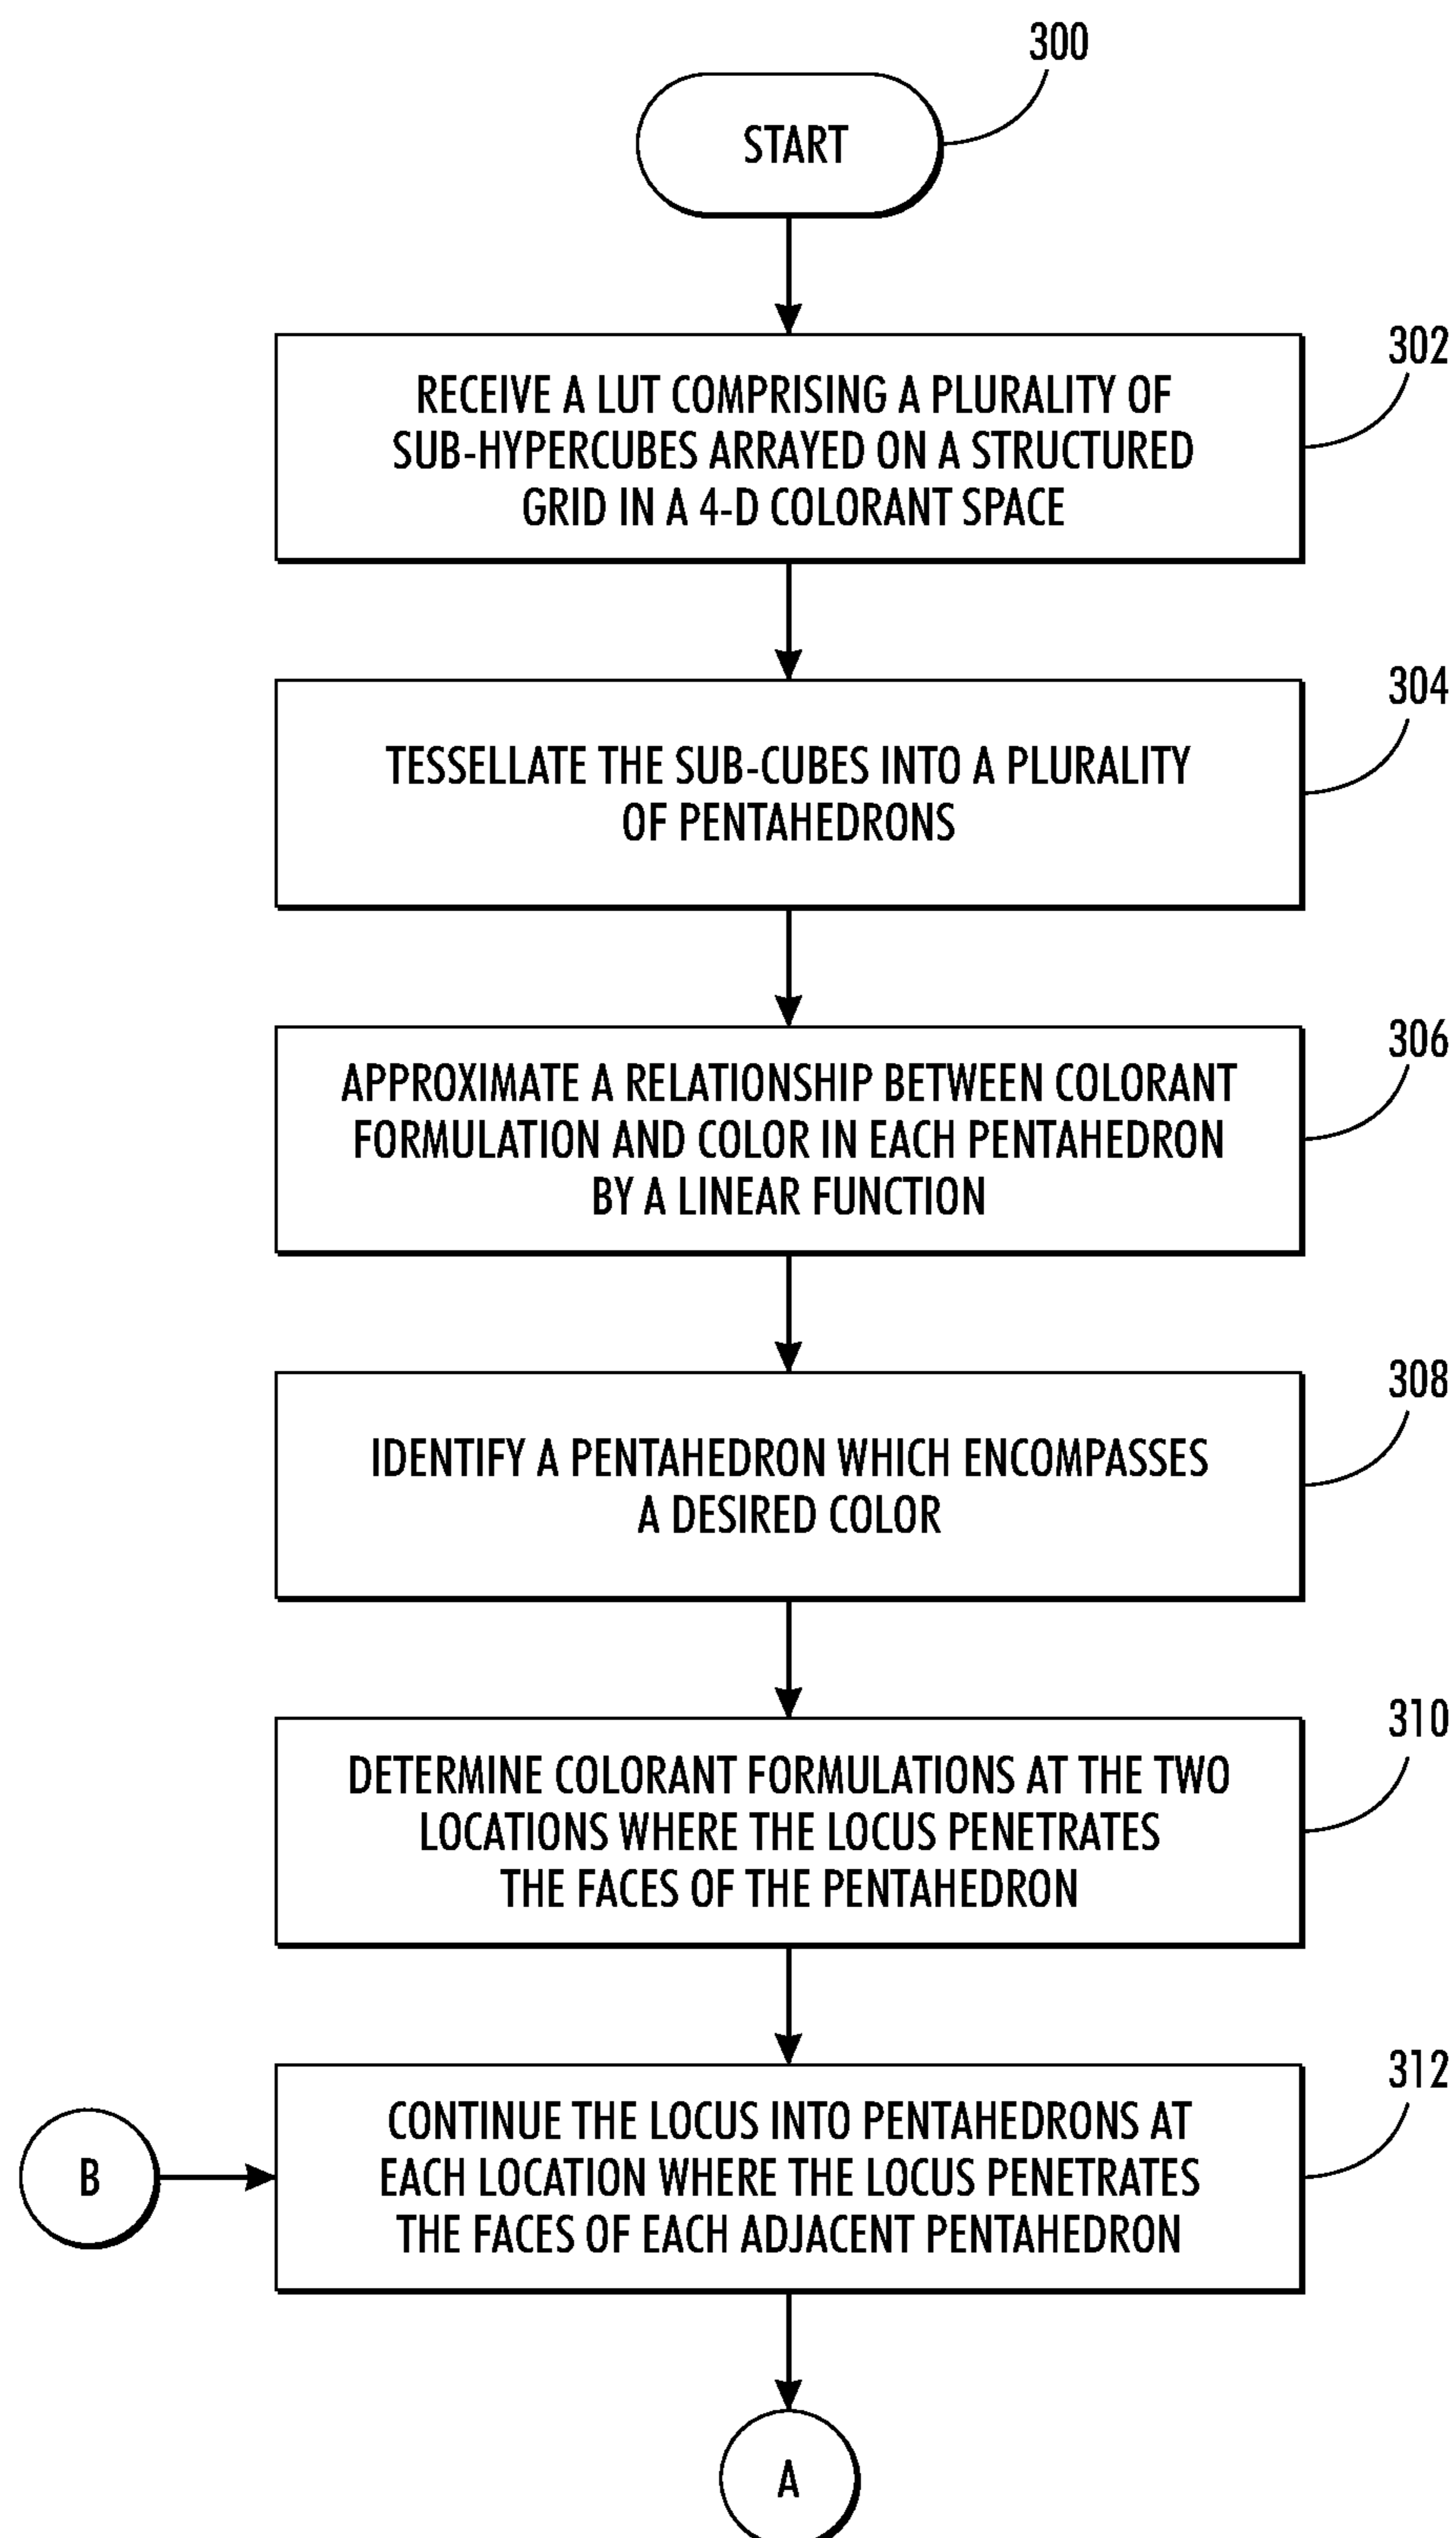 300
START
302
RECEIVE A LUT COMPRISING A PLURALITY OF
SUB-HYPERCUBES ARRAYED ON A STRUCTURED
GRID IN A 4-D COLORANT SPACE
304
TESSELLATE THE SUB-CUBES INTO A PLURALITY
OF PENTAHEDRONS
306
APPROXIMATE A RELATIONSHIP BETWEEN COLORANT
FORMULATION AND COLOR IN EACH PENTAHEDRON
BY A LINEAR FUNCTION
308
IDENTIFY A PENTAHEDRON WHICH ENCOMPASSES
A DESIRED COLOR
310
DETERMINE COLORANT FORMULATIONS AT THE TWO
LOCATIONS WHERE THE LOCUS PENETRATES
THE FACES OF THE PENTAHEDRON
312
B
CONTINUE THE LOCUS INTO PENTAHEDRONS AT
EACH LOCATION WHERE THE LOCUS PENETRATES
THE FACES OF EACH ADJACENT PENTAHEDRON
A